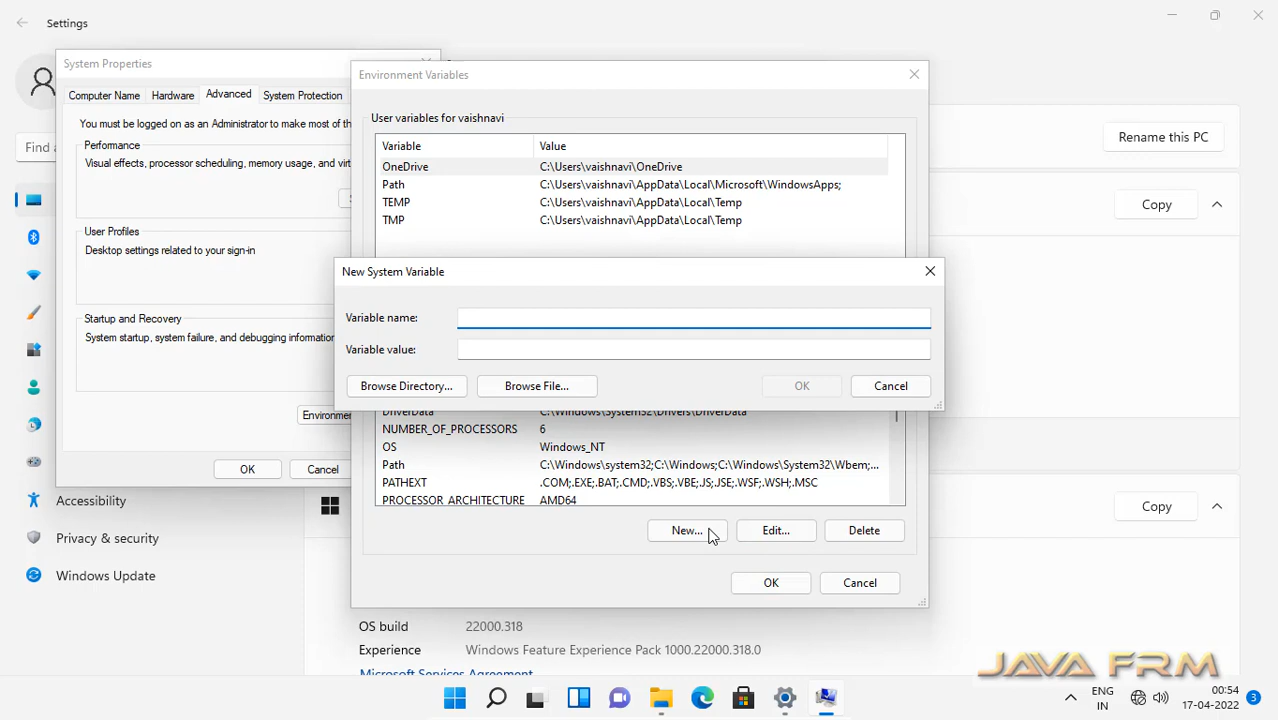 Settings
System Properties
Computer Name
Hardware
Advanced
System Protection
You must be logged on as an Administrator to make most of th
Performance
Visual effects, processor scheduling, memory usage, and virt
User Profiles
Desktop settings related to your sign-in
Startup and Recovery
System startup, system failure, and debugging information
Environme
OK
Cancel
Find a
Accessibility
Privacy & security
Windows Update
Environment Variables
User variables for vaishnavi
Variable Value
OneDrive C:\Users\vaishnavi\OneDrive
Path C:\Users\vaishnavi\AppData\Local\Microsoft\WindowsApps;
TEMP C:\Users\vaishnavi\AppData\Local\Temp
TMP C:\Users\vaishnavi\AppData\Local\Temp
New System Variable
Variable name:
Variable value:
Browse Directory...
Browse File...
OK
Cancel
DriverData C:\Windows\System32\Drivers\DriverData
NUMBER_OF_PROCESSORS 6
OS Windows_NT
Path C:\Windows\system32;C:\Windows;C:\Windows\System32\Wbem;...
PATHEXT .COM;.EXE;.BAT;.CMD;.VBS;.VBE;.JS;.JSE;.WSF;.WSH;.MSC
PROCESSOR_ARCHITECTURE AMD64
New...
Edit...
Delete
OK
Cancel
Rename this PC
Copy
Copy
OS build 22000.318
Experience Windows Feature Experience Pack 1000.22000.318.0
Microsoft Services Agreement
JAVA FRM
ENG
IN
00:54
17-04-2022
3